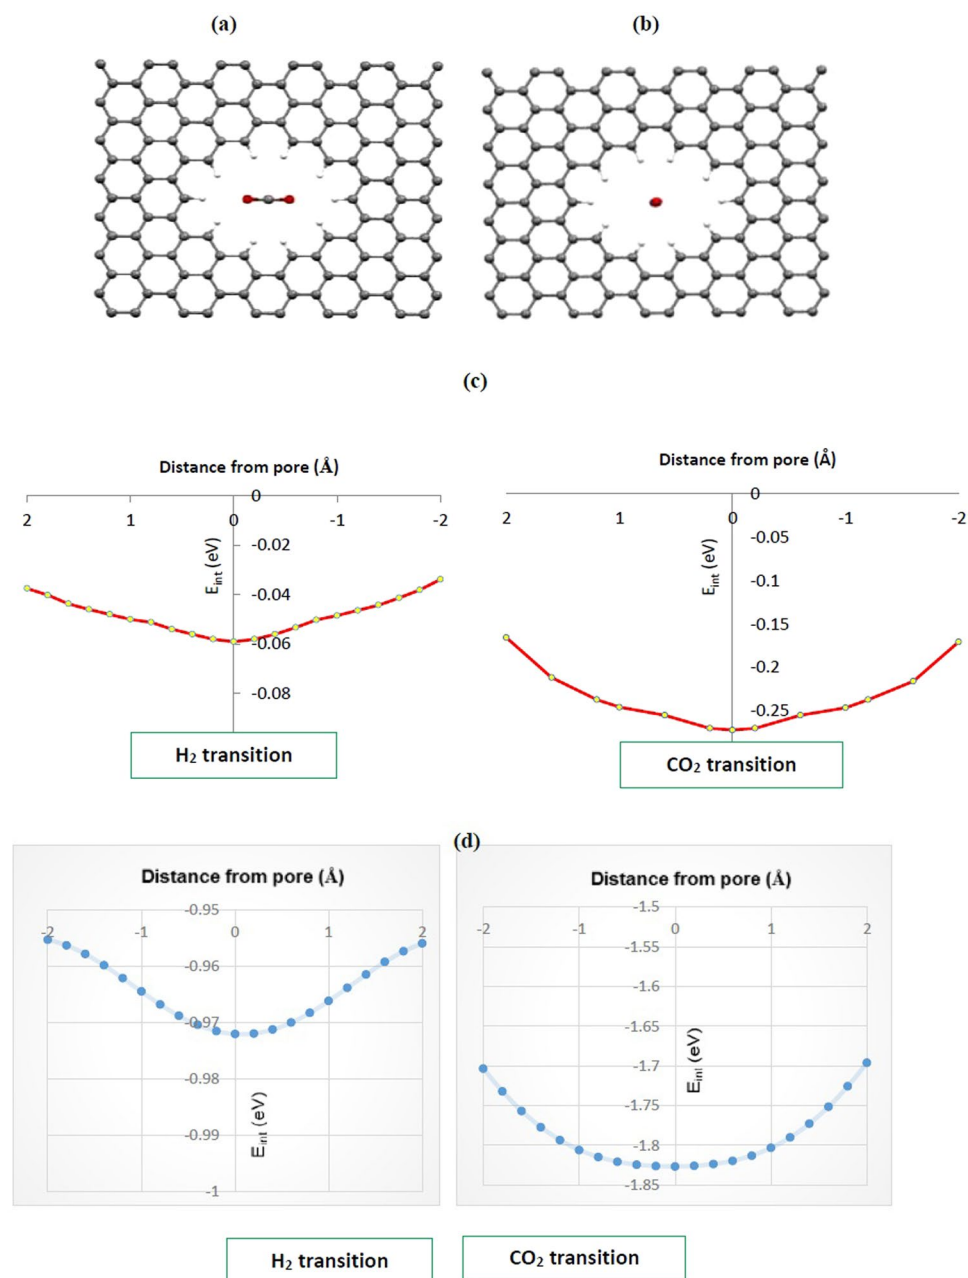 (a)
(b)
(c)
Distance from pore (Å)
0
2
1
0
-1
-2
-0.02
-0.04
-0.06
-0.08
E_int (eV)
H₂ transition
Distance from pore (Å)
0
2
1
0
-1
-2
-0.05
-0.1
-0.15
-0.2
-0.25
E_int (eV)
CO₂ transition
(d)
Distance from pore (Å)
-0.95
-2
-1
0
1
2
-0.96
-0.97
-0.98
-0.99
-1
E_int (eV)
Distance from pore (Å)
-1.5
-2
-1
0
1
2
-1.55
-1.6
-1.65
-1.7
-1.75
-1.8
-1.85
E_int (eV)
H₂ transition
CO₂ transition